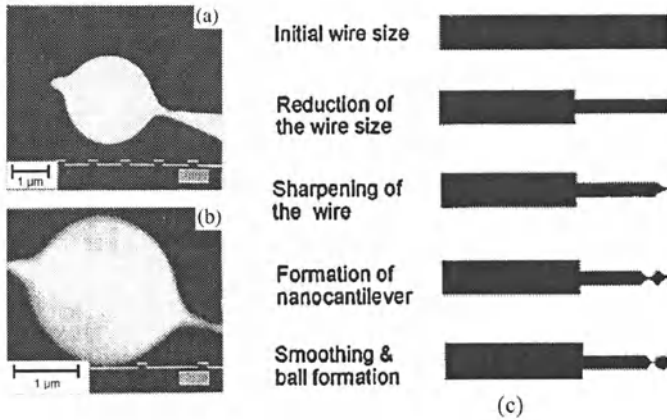 (a)
1 µm
(b)
1 µm
Initial wire size
Reduction of
the wire size
Sharpening of
the wire
Formation of
nanocantilever
Smoothing &
ball formation
(c)